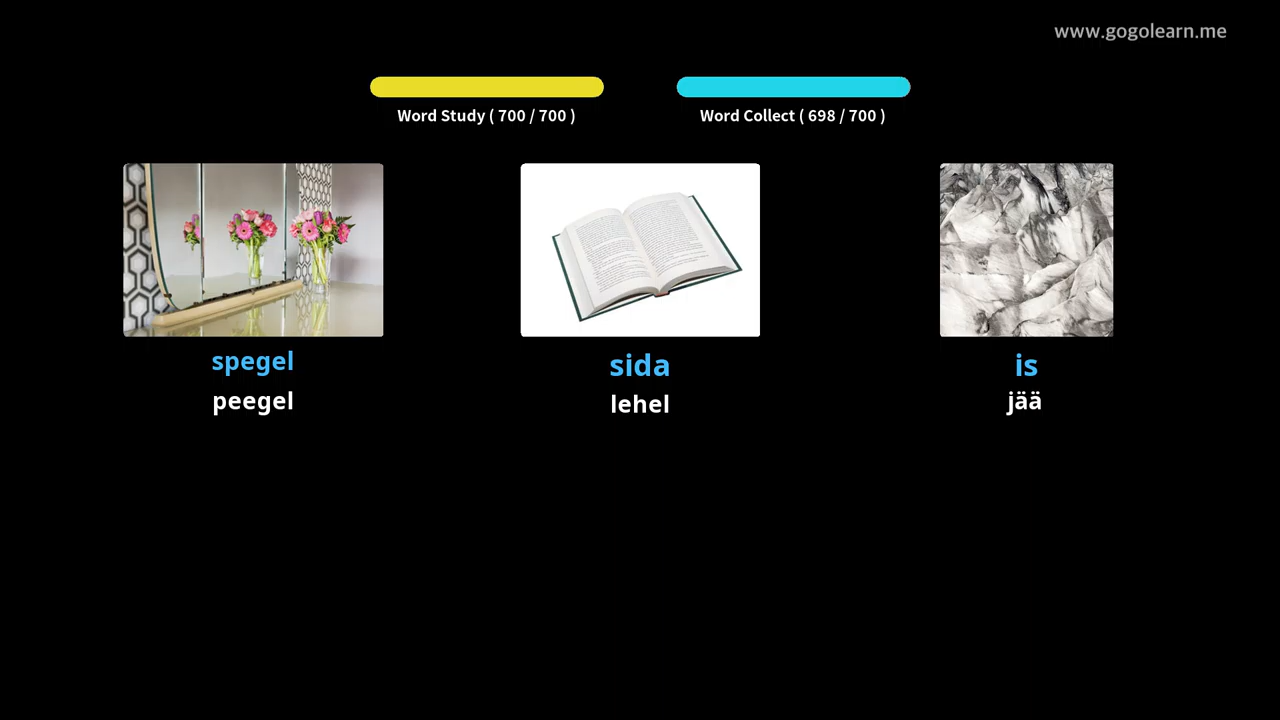 www.gogolearn.me
Word Study ( 700 / 700 )
Word Collect ( 698 / 700 )
spegel
sida
is
peegel
lehel
jää